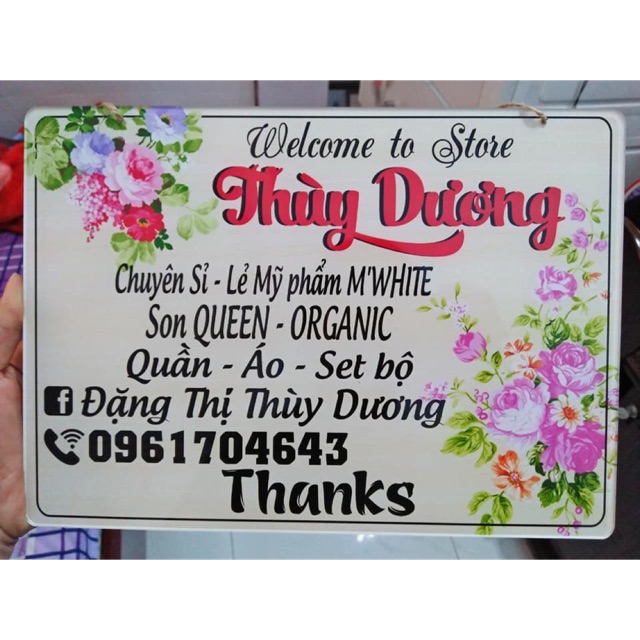 Welcome to Store
Thùy Dương
Chuyên Sỉ - Lẻ Mỹ phẩm M'WHITE
Son QUEEN - ORGANIC
Quần - Áo - Set bộ
f Đặng Thị Thùy Dương
0961704643
Thanks